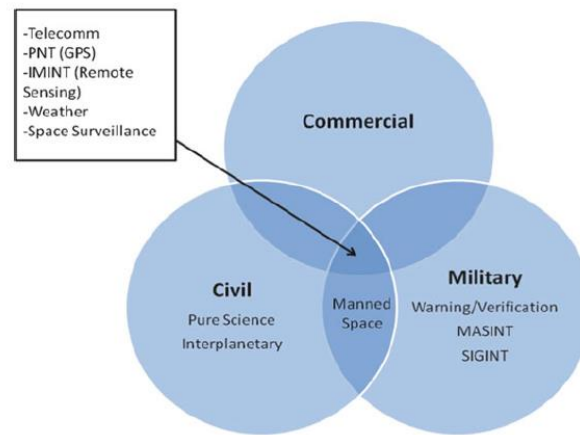 -Telecomm
-PNT (GPS)
-IMINT (Remote
Sensing)
-Weather
-Space Surveillance
Commercial
Civil
Pure Science
Interplanetary
Manned
Space
Military
Warning/Verification
MASINT
SIGINT